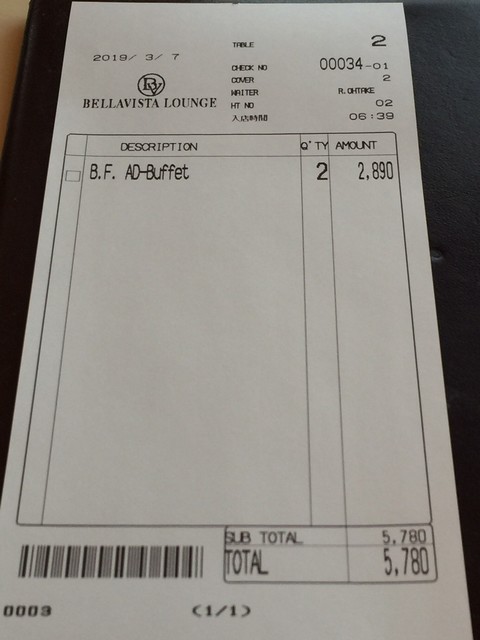 2019/ 3/ 7
BV
BELLAVISTA LOUNGE
TABLE 2
CHECK NO 00034-01
COVER 2
WRITER R.OHTAKE
HT NO 02
入店時間 06:39
DESCRIPTION Q'TY AMOUNT
B.F. AD-Buffet 2 2,890
SUB TOTAL 5,780
TOTAL 5,780
0003 (1/1)